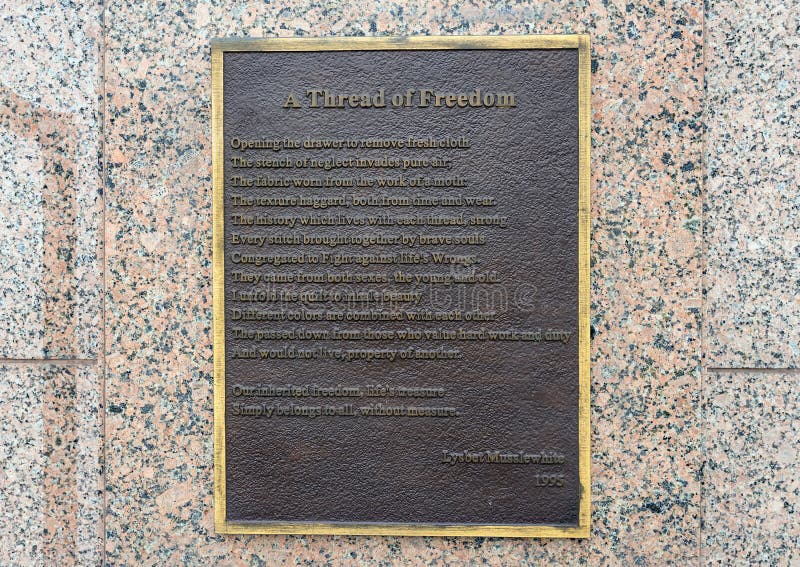 A Thread of Freedom
Opening the drawer to remove fresh cloth.
The stench of neglect invades pure air;
The fabric worn from the work of a moth.
The texture haggard, both from time and wear.
The history which lives with each thread, strong
Every stitch brought together by brave souls
Congregated to Fight against life's Wrongs.
They came from both sexes, the young and old.
I unfold the quilt to inhale beauty
Different colors are combined with each other.
The passed down from those who value hard work and duty
And would not live, property of another.
Our inherited freedom, life's treasure
Simply belongs to all, without measure.
Lysbet Musslewhite
1995
dreamstime